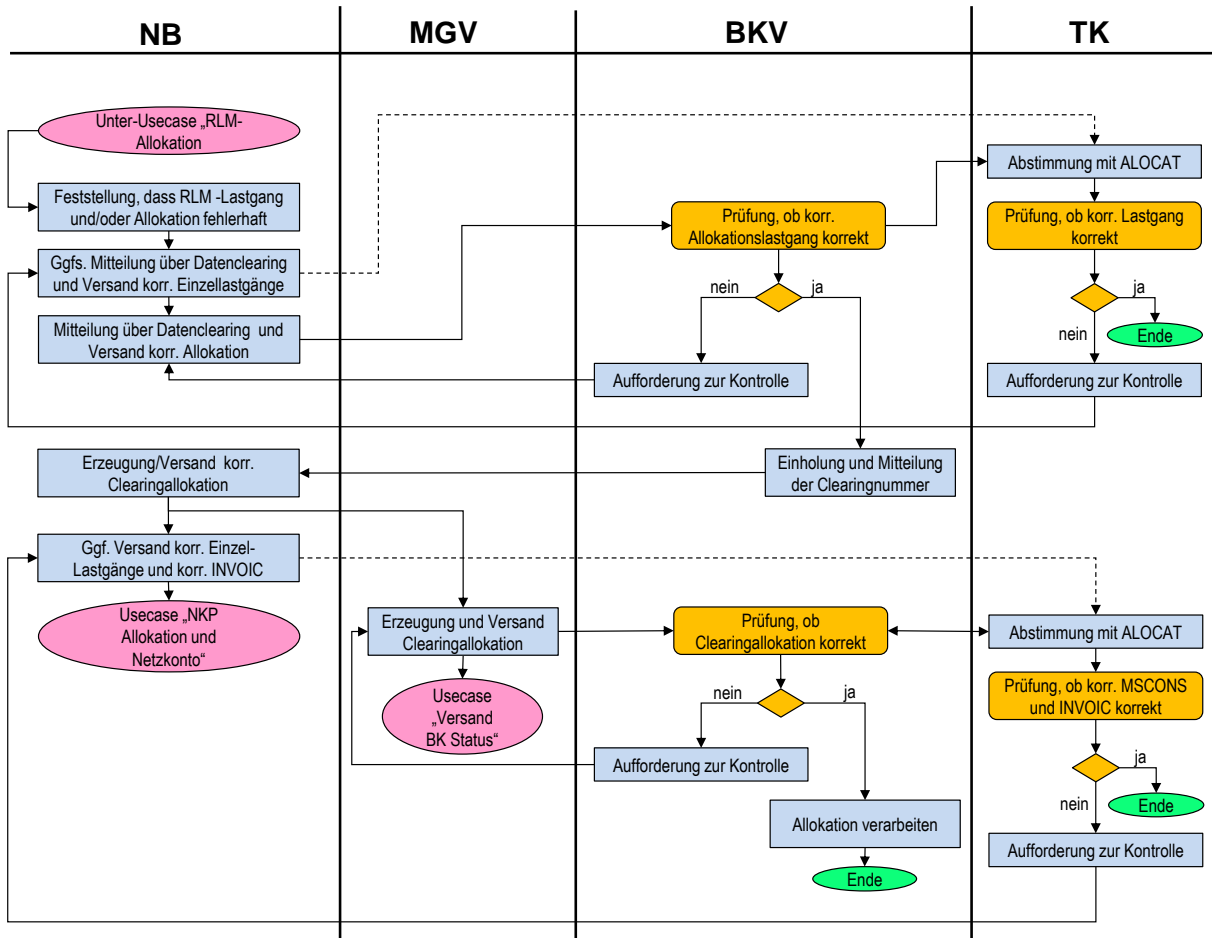 NB
MGV
BKV
TK
Unter-Usecase „RLM-
Allokation
Abstimmung mit ALOCAT
Feststellung, dass RLM -Lastgang
und/oder Allokation fehlerhaft
Prüfung, ob korr.
Allokationslastgang korrekt
Prüfung, ob korr. Lastgang
korrekt
Ggfs. Mitteilung über Datenclearing
und Versand korr. Einzellastgänge
nein
ja
ja
Mitteilung über Datenclearing und
Versand korr. Allokation
nein
Ende
Aufforderung zur Kontrolle
Aufforderung zur Kontrolle
Erzeugung/Versand korr.
Clearingallokation
Einholung und Mitteilung
der Clearingnummer
Ggf. Versand korr. Einzel-
Lastgänge und korr. INVOIC
Usecase „NKP
Allokation und
Netzkonto“
Erzeugung und Versand
Clearingallokation
Prüfung, ob
Clearingallokation korrekt
Abstimmung mit ALOCAT
Usecase
„Versand
BK Status“
nein
ja
Prüfung, ob korr. MSCONS
und INVOIC korrekt
Aufforderung zur Kontrolle
ja
nein
Ende
Allokation verarbeiten
Aufforderung zur Kontrolle
Ende